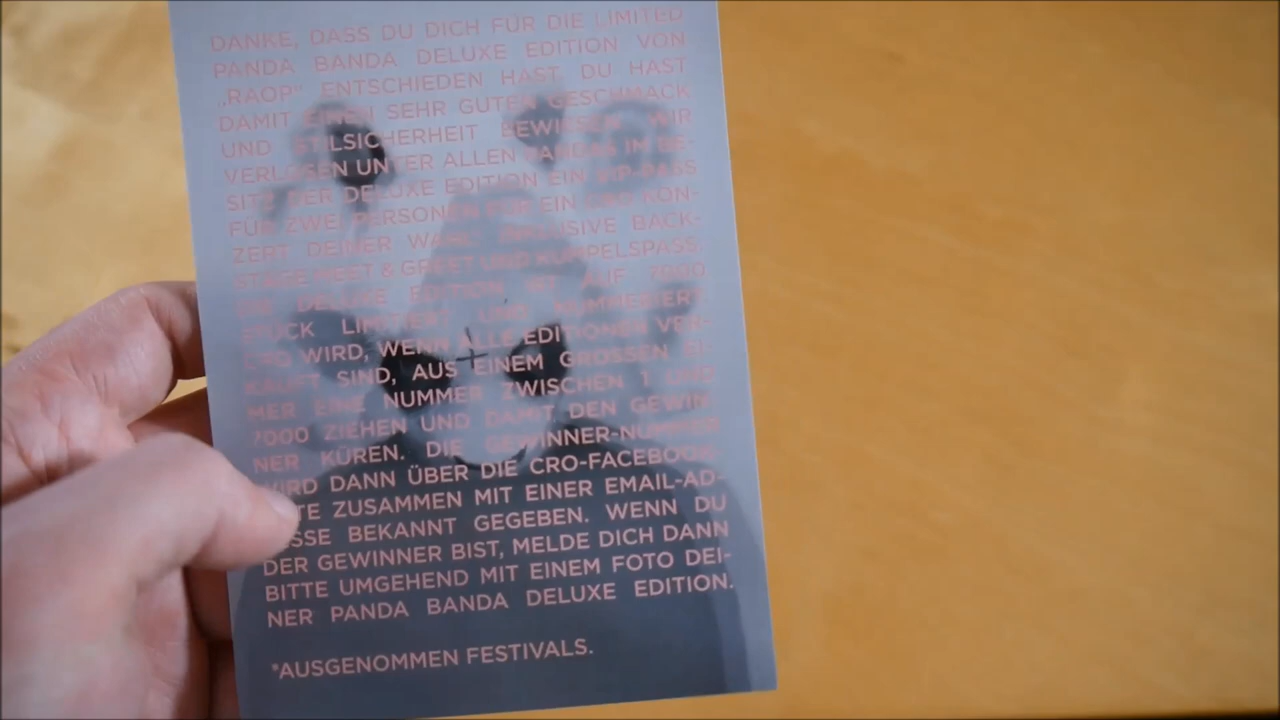 DANKE, DASS DU DICH FÜR DIE LIMITED
PANDA BANDA DELUXE EDITION VON
„RAOP“ ENTSCHIEDEN HAST. DU HAST
DAMIT EINEN SEHR GUTEN GESCHMACK
UND STILSICHERHEIT BEWIESEN. WIR
VERLOSEN UNTER ALLEN PANDAS IM BE-
SITZ DER DELUXE EDITION EIN VIP-PASS
FÜR ZWEI PERSONEN FÜR EIN CRO KON-
ZERT DEINER WAHL* INKLUSIVE BACK-
STAGE MEET & GREET UND KUMPELSPASS.
DIE DELUXE EDITION IST AUF 7000
STÜCK LIMITIERT UND NUMMERIERT.
CRO WIRD, WENN ALLE EDITIONEN VER-
KAUFT SIND, AUS EINEM GROSSEN EI-
MER EINE NUMMER ZWISCHEN 1 UND
7000 ZIEHEN UND DAMIT DEN GEWIN-
NER KÜREN. DIE GEWINNER-NUMMER
WIRD DANN ÜBER DIE CRO-FACEBOOK-
TE ZUSAMMEN MIT EINER EMAIL-AD-
SSE BEKANNT GEGEBEN. WENN DU
DER GEWINNER BIST, MELDE DICH DANN
BITTE UMGEHEND MIT EINEM FOTO DEI-
NER PANDA BANDA DELUXE EDITION.
*AUSGENOMMEN FESTIVALS.